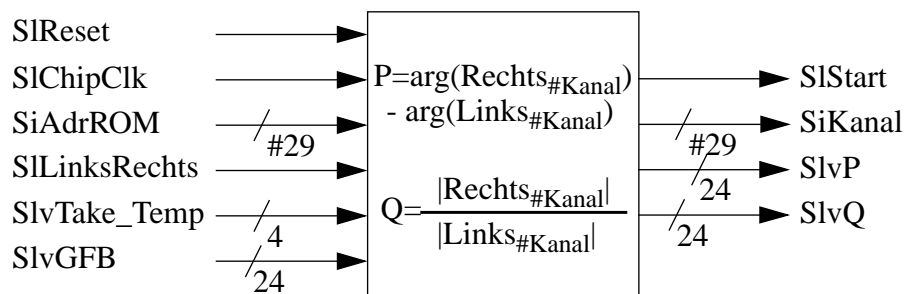 SlReset
SlChipClk
SiAdrROM
#29
SlLinksRechts
SlvTake_Temp
4
SlvGFB
24
P=arg(Rechts#Kanal)
- arg(Links#Kanal)
Q=|Rechts#Kanal|
|Links#Kanal|
SlStart
SiKanal
#29
SlvP
24
SlvQ
24